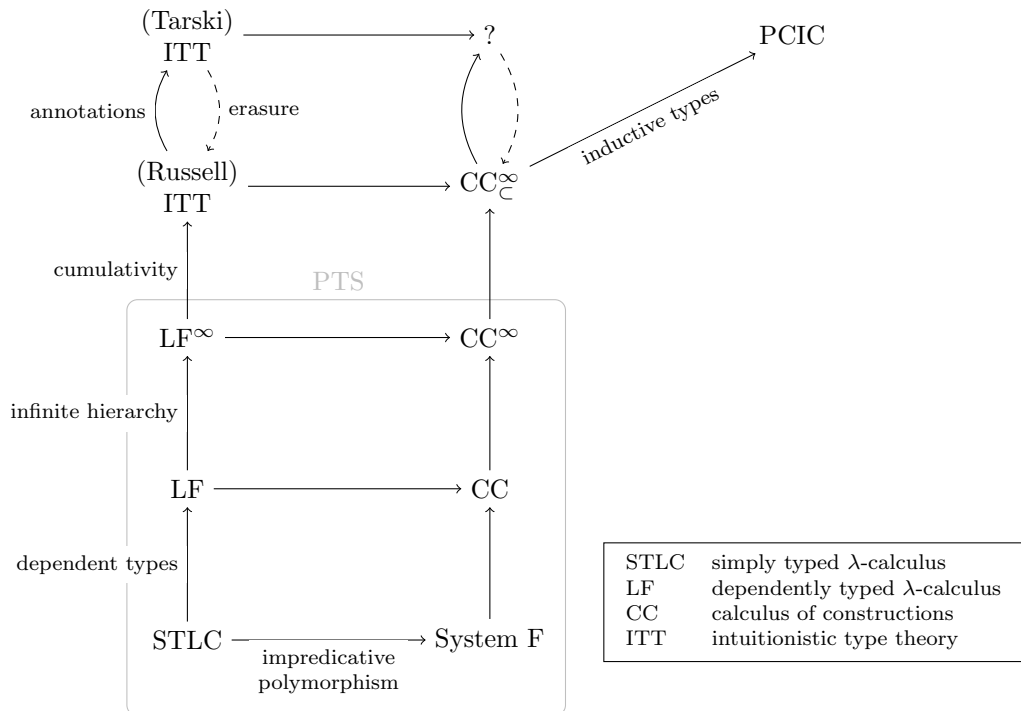 (Tarski)
ITT
?
PCIC
annotations
erasure
inductive types
(Russell)
ITT
CC∞⊂
cumulativity
PTS
LF∞
CC∞
infinite hierarchy
LF
CC
dependent types
STLC
System F
impredicative
polymorphism
STLC simply typed λ-calculus
LF dependently typed λ-calculus
CC calculus of constructions
ITT intuitionistic type theory